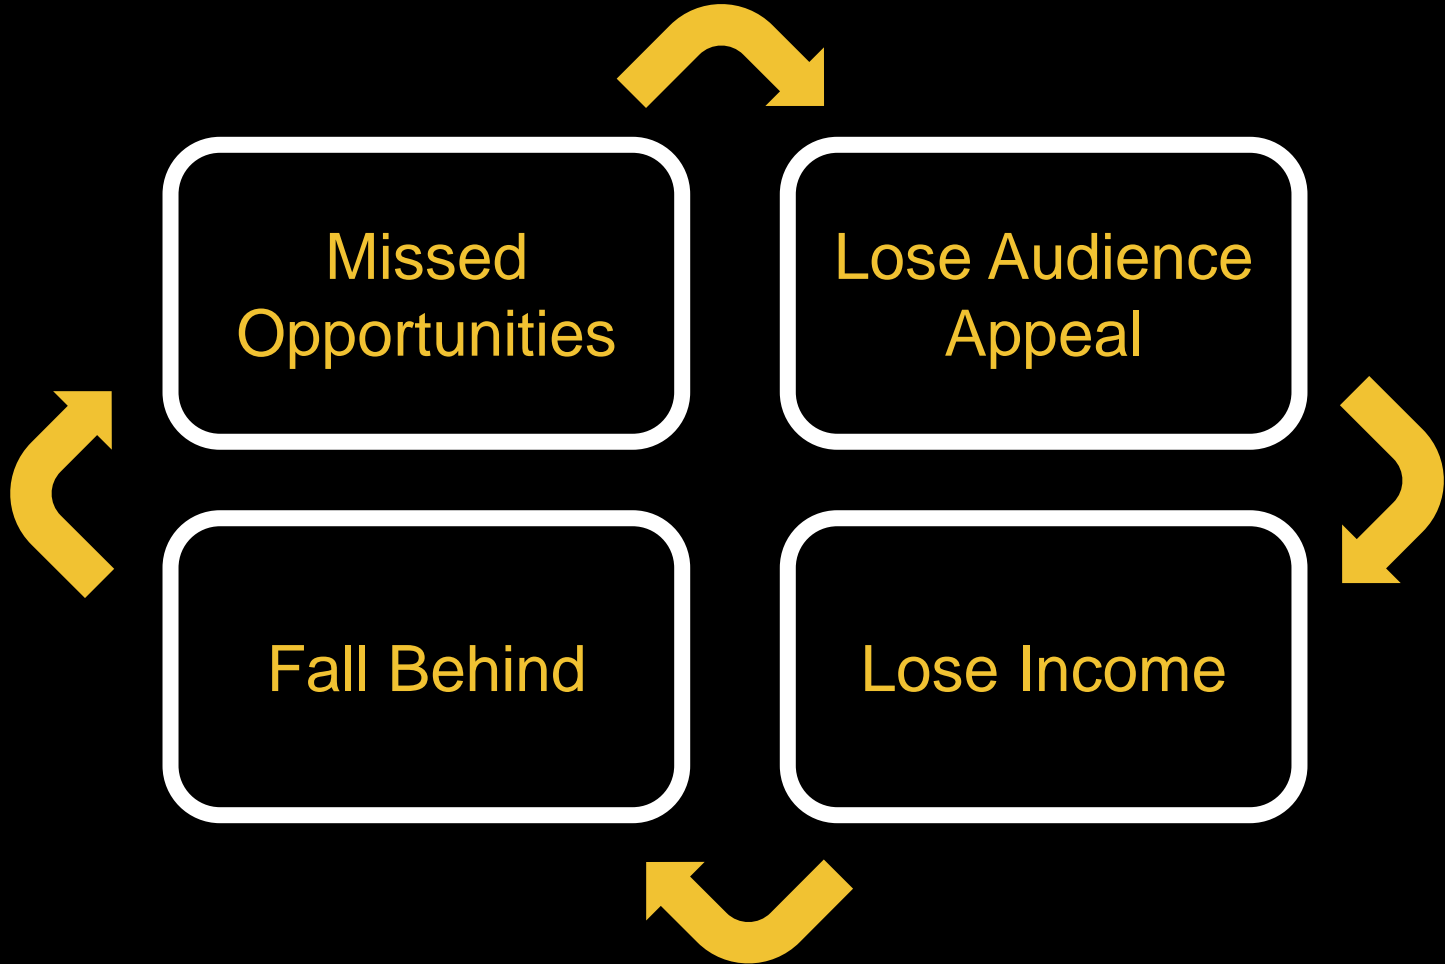 Missed
Opportunities
Lose Audience
Appeal
Fall Behind
Lose Income